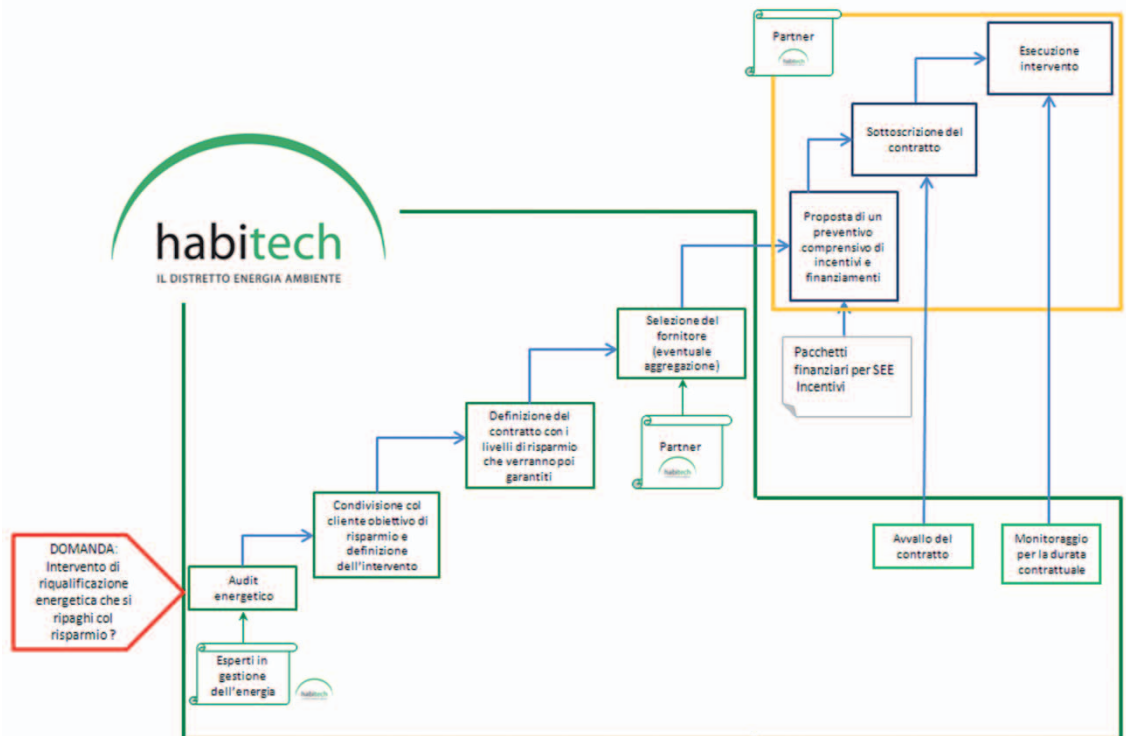 Partner
habitech
Esecuzione
intervento
Sottoscrizione del
contratto
habitech
IL DISTRETTO ENERGIA AMBIENTE
Proposta di un
preventivo
comprensivo di
incentivi e
finanziamenti
Selezione del
fornitore
(eventuale
aggregazione)
Pacchetti
finanziari per SEE
Incentivi
Definizione del
contratto con i
livelli di risparmio
che verranno poi
garantiti
Partner
habitech
Condivisione col
cliente obiettivo di
risparmio e
definizione
dell'intervento
Avvallo del
contratto
Monitoraggio
per la durata
contrattuale
DOMANDA:
Intervento di
riqualificazione
energetica che si
ripaghi col
risparmio ?
Audit
energetico
Esperti in
gestione
dell'energia
habitech